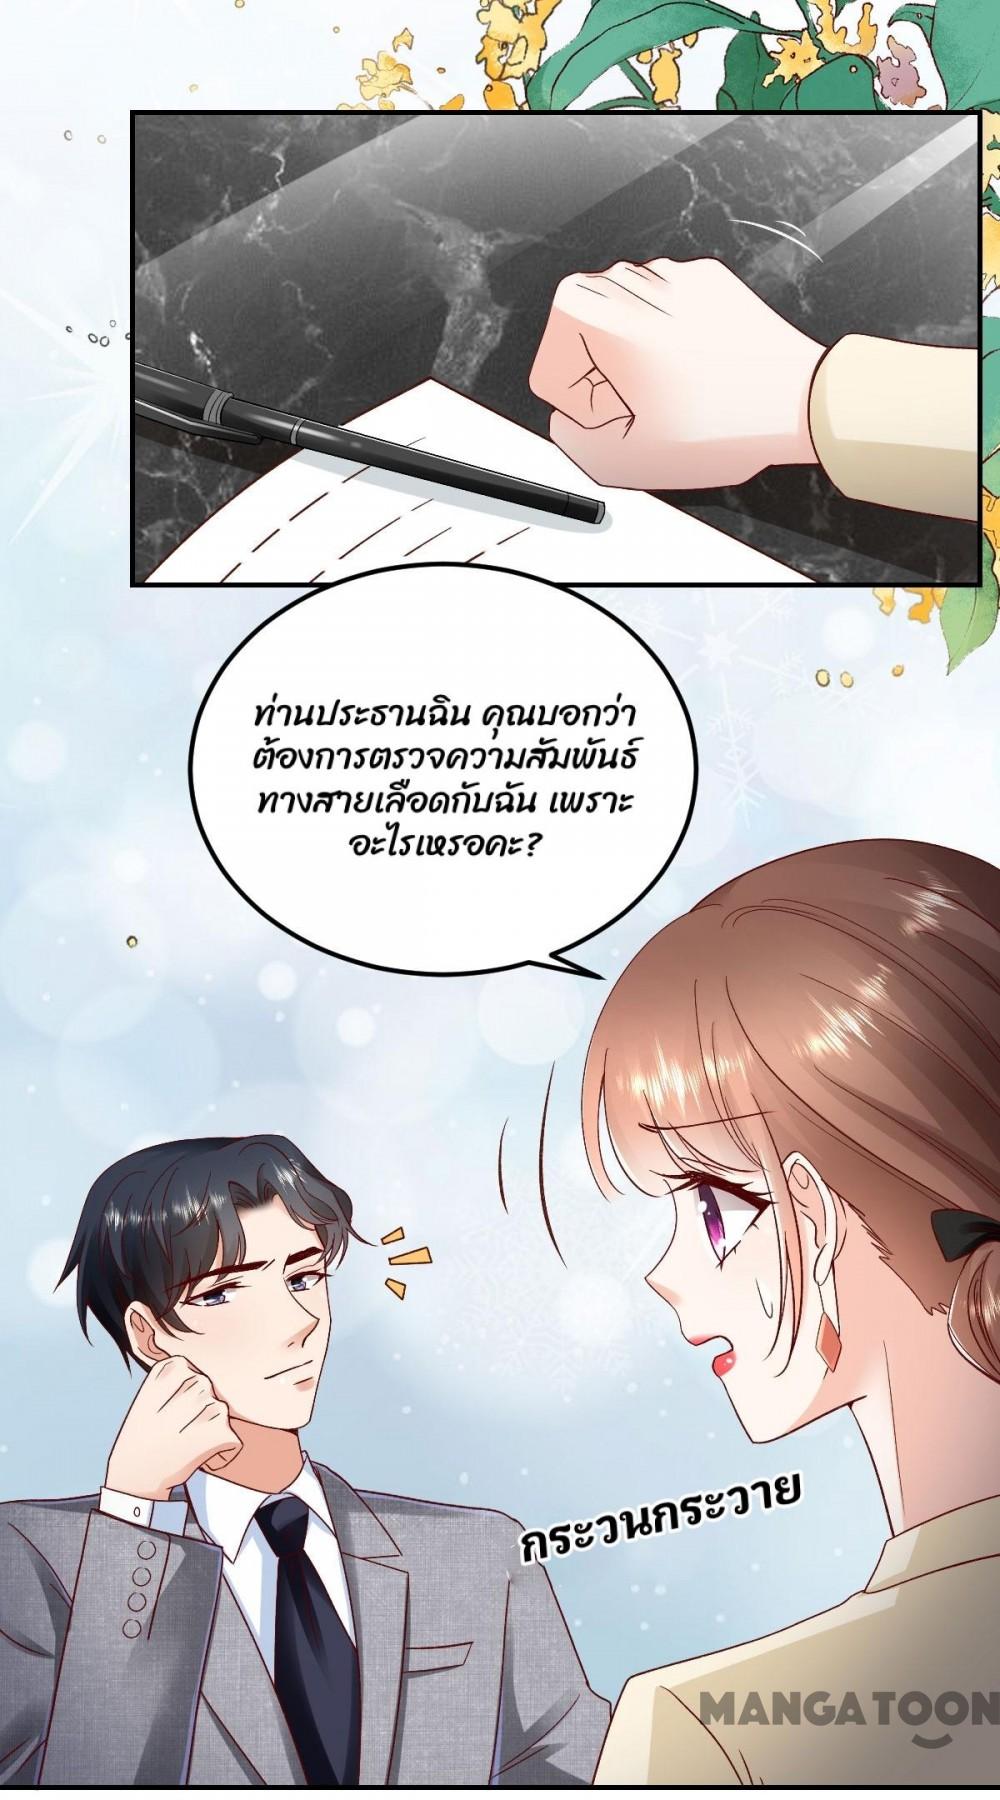 ท่านประธานฉิน คุณบอกว่า
ต้องการตรวจความสัมพันธ์
ทางสายเลือดกับฉัน เพราะ
อะไรเหรอคะ?
กระวนกระวาย
MANGATOON